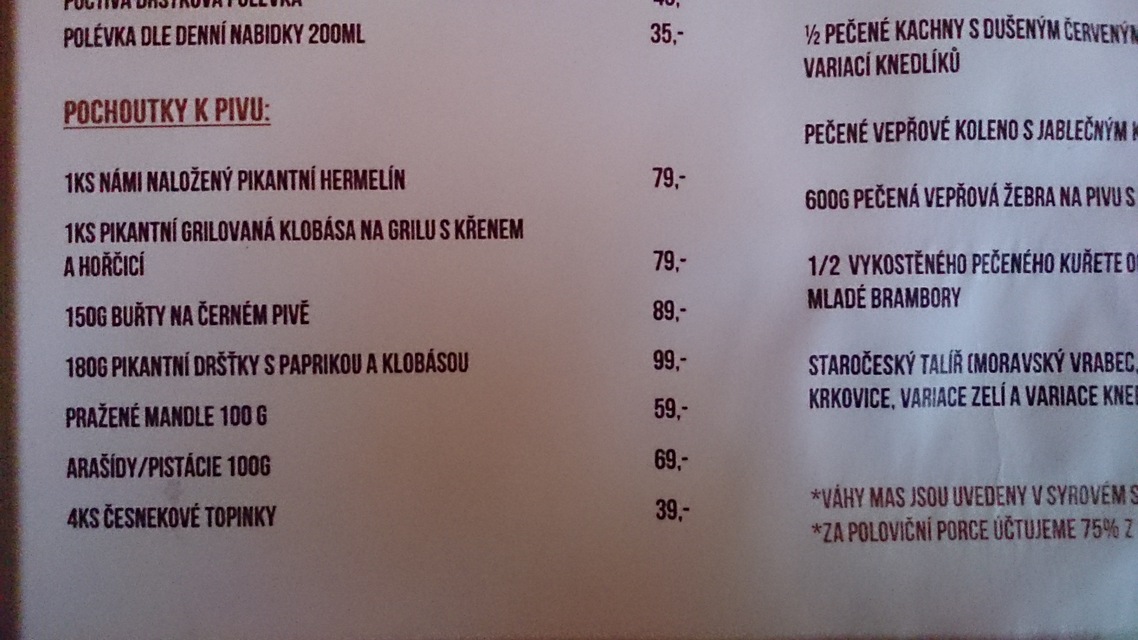 POCTIVÁ DRŠŤKOVÁ POLÉVKA
POLÉVKA DLE DENNÍ NABIDKY 200ML 35,-
POCHOUTKY K PIVU:
1KS NÁMI NALOŽENÝ PIKANTNÍ HERMELÍN 79,-
1KS PIKANTNÍ GRILOVANÁ KLOBÁSA NA GRILU S KŘENEM
A HOŘČICÍ 79,-
150G BUŘTY NA ČERNÉM PIVĚ 89,-
180G PIKANTNÍ DRŠŤKY S PAPRIKOU A KLOBÁSOU 99,-
PRAŽENÉ MANDLE 100 G 59,-
ARAŠÍDY/PISTÁCIE 100G 69,-
4KS ČESNEKOVÉ TOPINKY 39,-
½ PEČENÉ KACHNY S DUŠENÝM
VARIACÍ KNEDLÍKŮ
PEČENÉ VEPŘOVÉ KOLENO S JABLEČNÝM
600G PEČENÁ VEPŘOVÁ ŽEBRA NA PIVU S
1/2 VYKOSTĚNÉHO PEČENÉHO KUŘETE
MLADÉ BRAMBORY
STAROČESKÝ TALÍŘ (MORAVSKÝ VRABEC,
KRKOVICE, VARIACE ZELÍ A VARIACE
*VÁHY MAS JSOU UVEDENY V SYROVÉM
*ZA POLOVIČNÍ PORCE ÚČTUJEME 75% Z